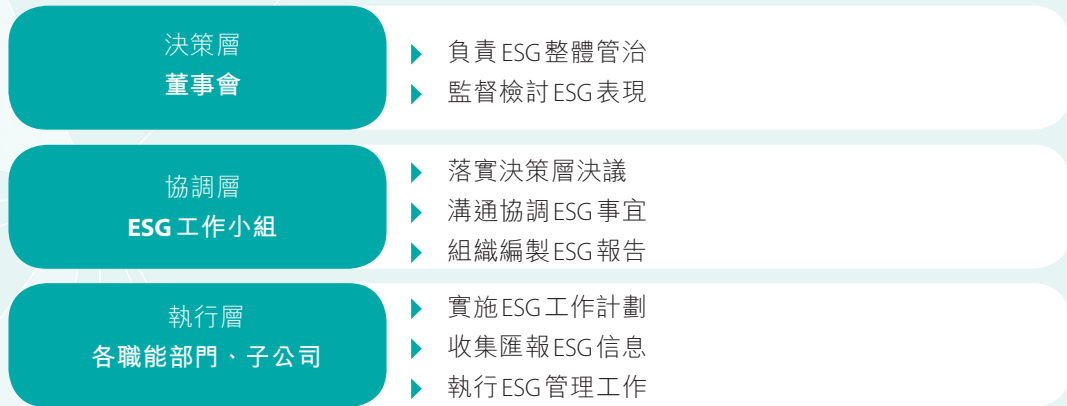 決策層
董事會
負責ESG整體管治
監督檢討ESG表現
協調層
ESG工作小組
落實決策層決議
溝通協調ESG事宜
組織編製ESG報告
執行層
各職能部門、子公司
實施ESG工作計劃
收集匯報ESG信息
執行ESG管理工作